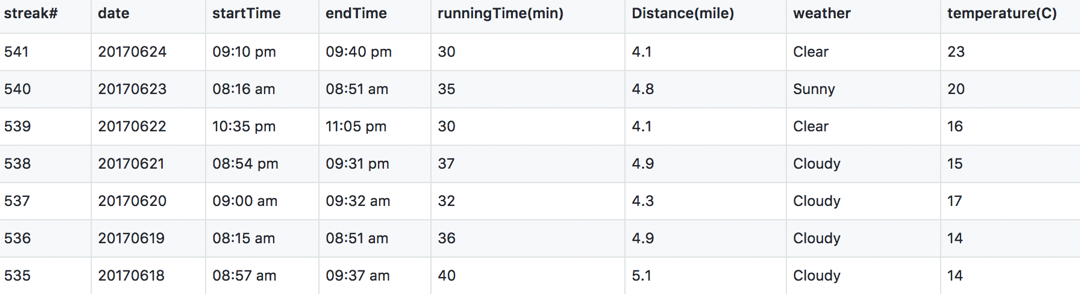 streak# date startTime endTime runningTime(min) Distance(mile) weather temperature(C)
541 20170624 09:10 pm 09:40 pm 30 4.1 Clear 23
540 20170623 08:16 am 08:51 am 35 4.8 Sunny 20
539 20170622 10:35 pm 11:05 pm 30 4.1 Clear 16
538 20170621 08:54 pm 09:31 pm 37 4.9 Cloudy 15
537 20170620 09:00 am 09:32 am 32 4.3 Cloudy 17
536 20170619 08:15 am 08:51 am 36 4.9 Cloudy 14
535 20170618 08:57 am 09:37 am 40 5.1 Cloudy 14